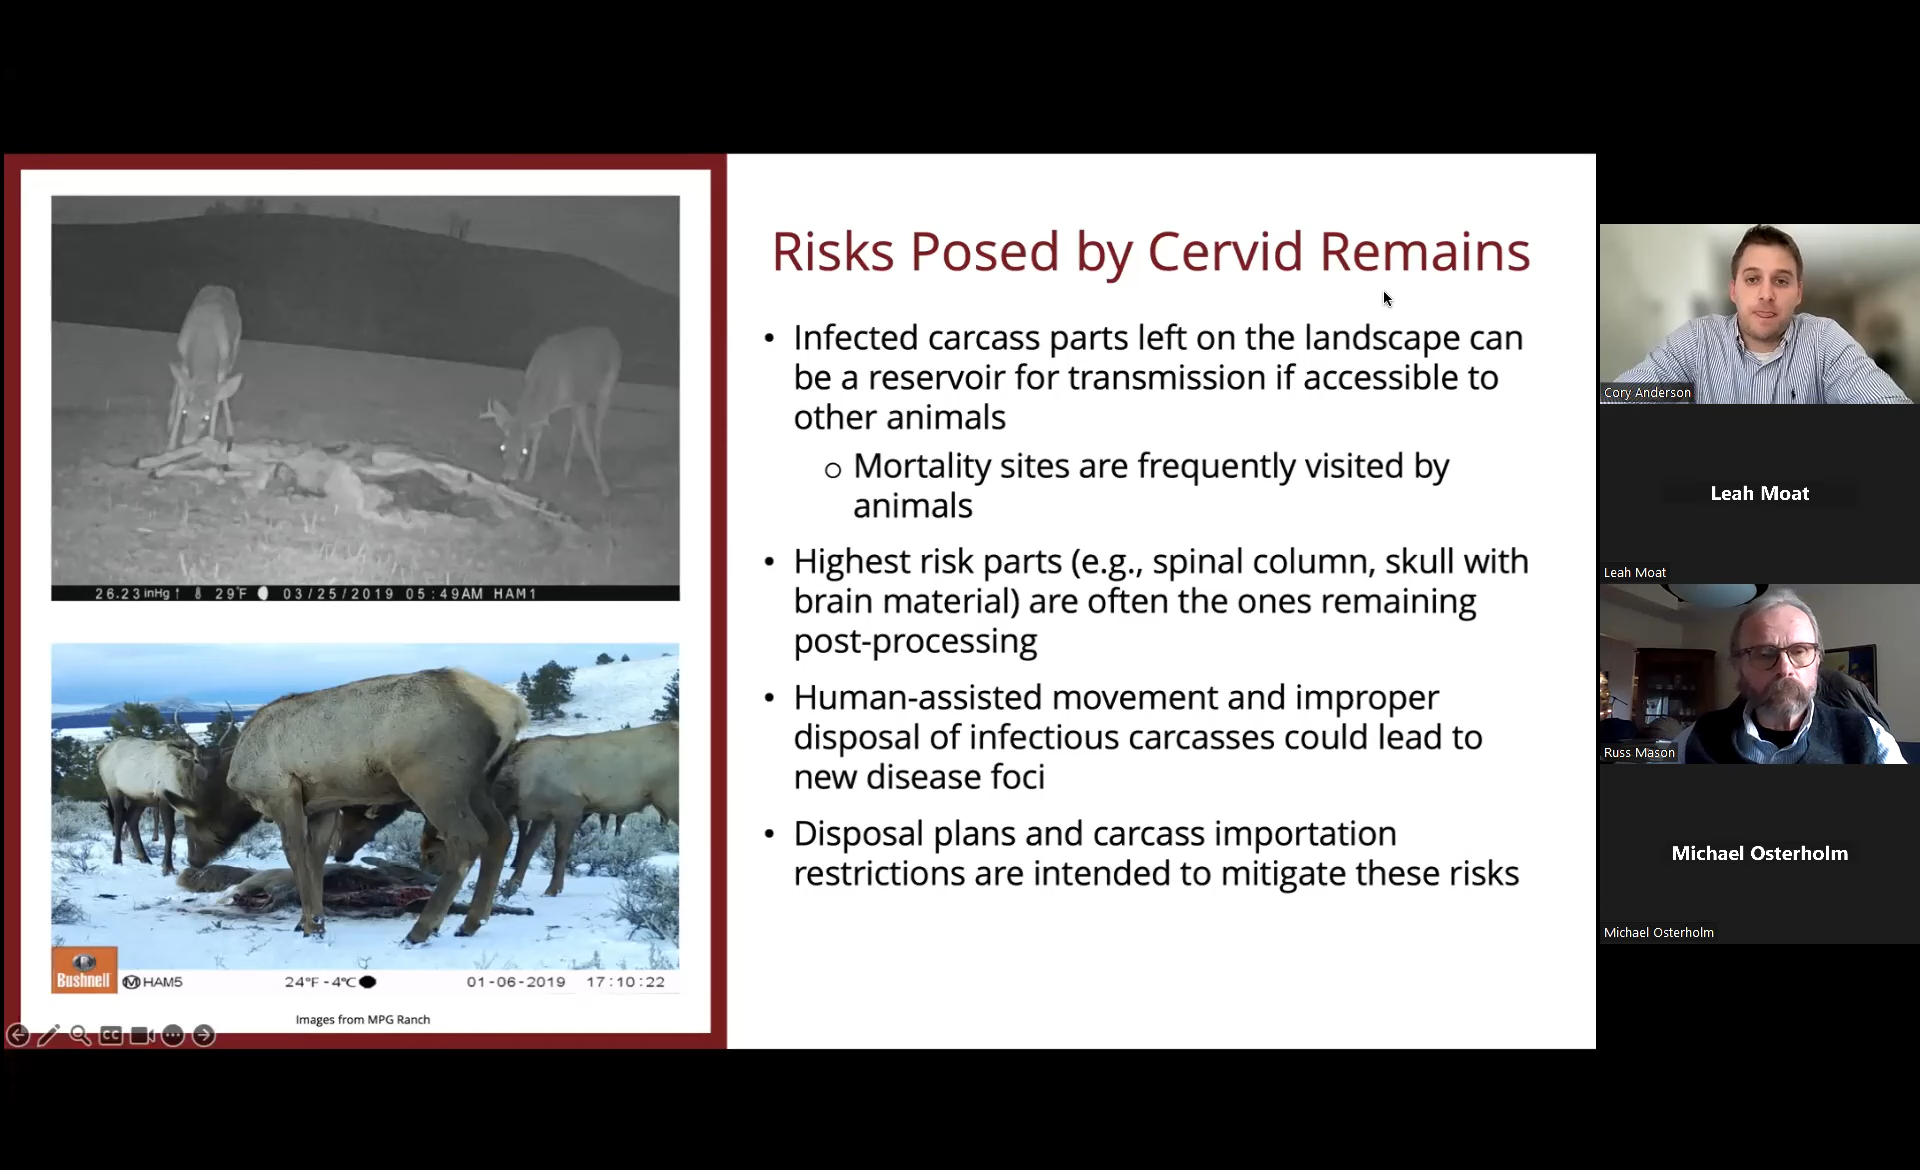 26.23inHg↑ 29°F 03/25/2019 05:49AM HAM1
Bushnell
M HAM5 24°F-4°C 01-06-2019 17:10:22
Images from MPG Ranch
CC
Risks Posed by Cervid Remains
• Infected carcass parts left on the landscape can
be a reservoir for transmission if accessible to
other animals
o Mortality sites are frequently visited by
animals
• Highest risk parts (e.g., spinal column, skull with
brain material) are often the ones remaining
post-processing
• Human-assisted movement and improper
disposal of infectious carcasses could lead to
new disease foci
• Disposal plans and carcass importation
restrictions are intended to mitigate these risks
Cory Anderson
Leah Moat
Leah Moat
Russ Mason
Michael Osterholm
Michael Osterholm